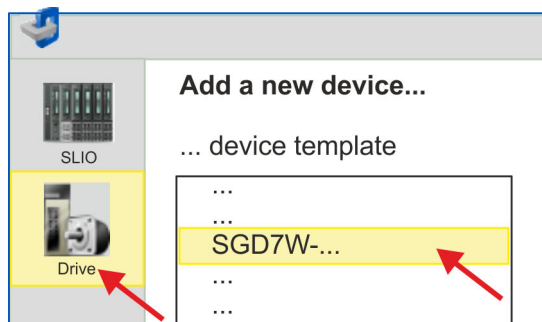 SLIO
Drive
Add a new device...
... device template
...
...
SGD7W-...
...
...